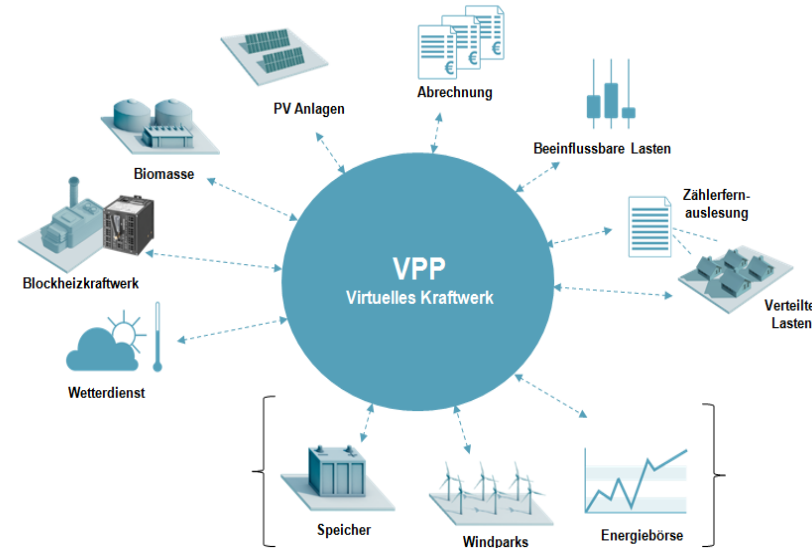 Abrechnung
PV Anlagen
Beeinflussbare Lasten
Biomasse
Zählerfern-
auslesung
VPP
Virtuelles Kraftwerk
Blockheizkraftwerk
Verteilte
Lasten
Wetterdienst
Speicher
Windparks
Energiebörse
€
€
€